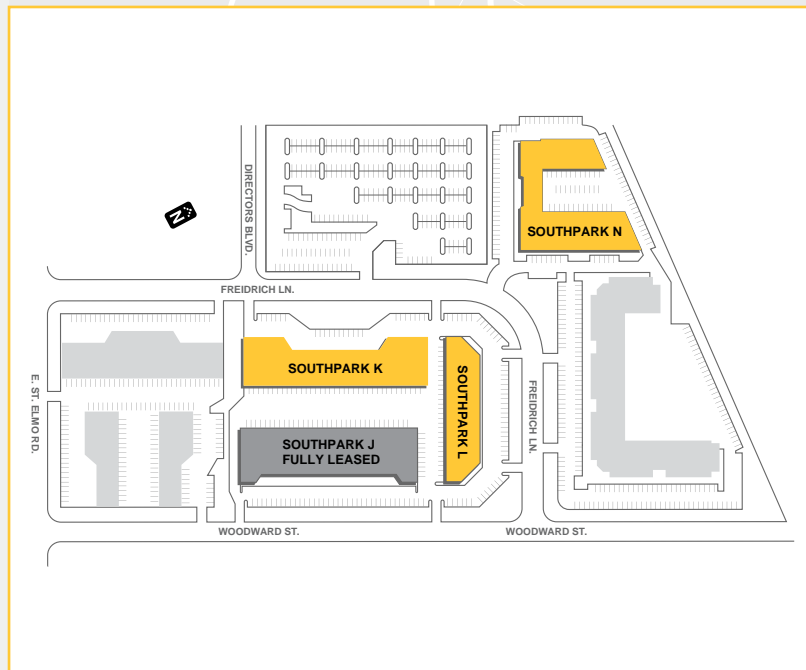 DIRECTORS BLVD.
N
SOUTHPARK N
FREIDRICH LN.
SOUTHPARK K
SOUTHPARK L
E. ST. ELMO RD.
FREIDRICH LN.
SOUTHPARK J
FULLY LEASED
WOODWARD ST.
WOODWARD ST.